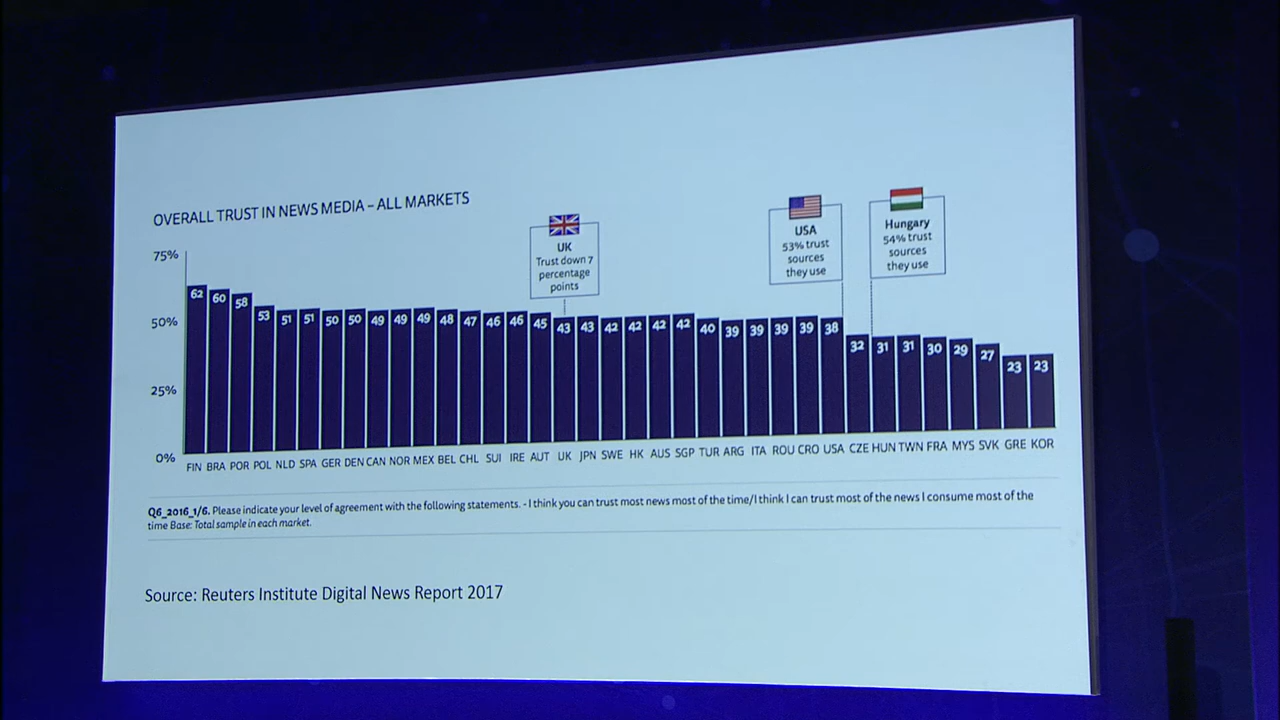 OVERALL TRUST IN NEWS MEDIA – ALL MARKETS
UK
Trust down 7
percentage
points
USA
53% trust
sources
they use
Hungary
54% trust
sources
they use
75%
50%
25%
0%
62 60 58 53 51 51 50 50 49 49 49 48 47 46 46 45 43 43 42 42 42 42 40 39 39 39 39 38 32 31 31 30 29 27 23 23
FIN BRA POR POL NLD SPA GER DEN CAN NOR MEX BEL CHL SUI IRE AUT UK JPN SWE HK AUS SGP TUR ARG ITA ROU CRO USA CZE HUN TWN FRA MYS SVK GRE KOR
Q6_2016_1/6. Please indicate your level of agreement with the following statements. - I think you can trust most news most of the time/I think I can trust most of the news I consume most of the
time Base: Total sample in each market.
Source: Reuters Institute Digital News Report 2017